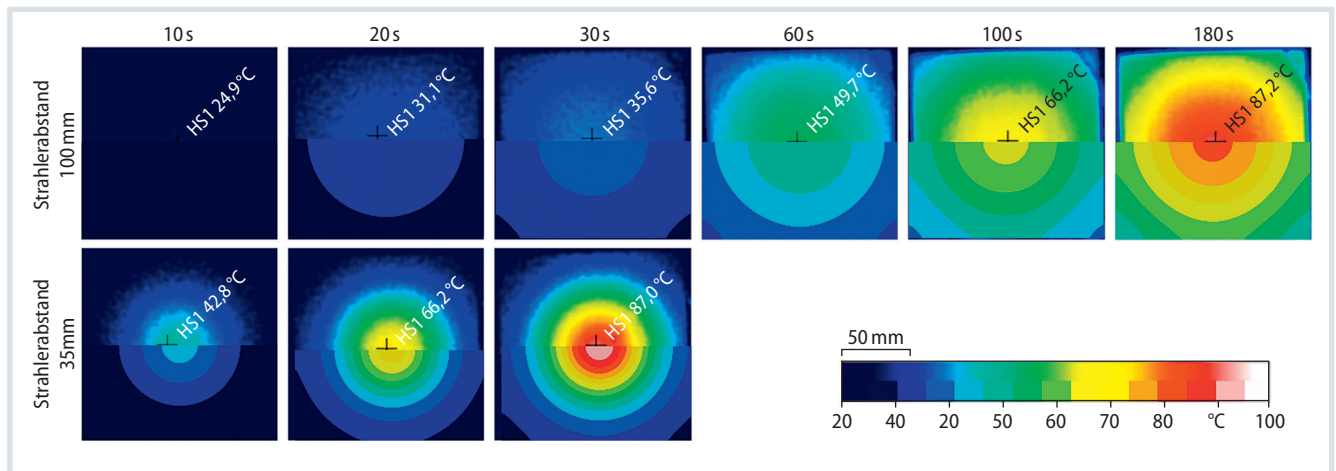 10 s 20 s 30 s 60 s 100 s 180 s
Strahlerabstand
100 mm
HS1 24,9 °C
HS1 31,1 °C
HS1 35,6 °C
HS1 49,7 °C
HS1 66,2 °C
HS1 87,2 °C
Strahlerabstand
35mm
HS1 42,8 °C
HS1 66,2 °C
HS1 87,0 °C
50 mm
20 40 20 50 60 70 80 °C 100